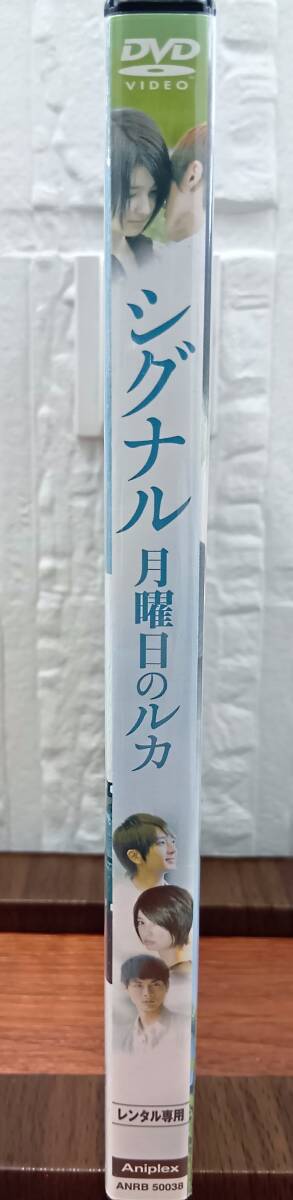 DVD
VIDEO
シグナル
月曜日のルカ
レンタル専用
Aniplex
ANRB 50038